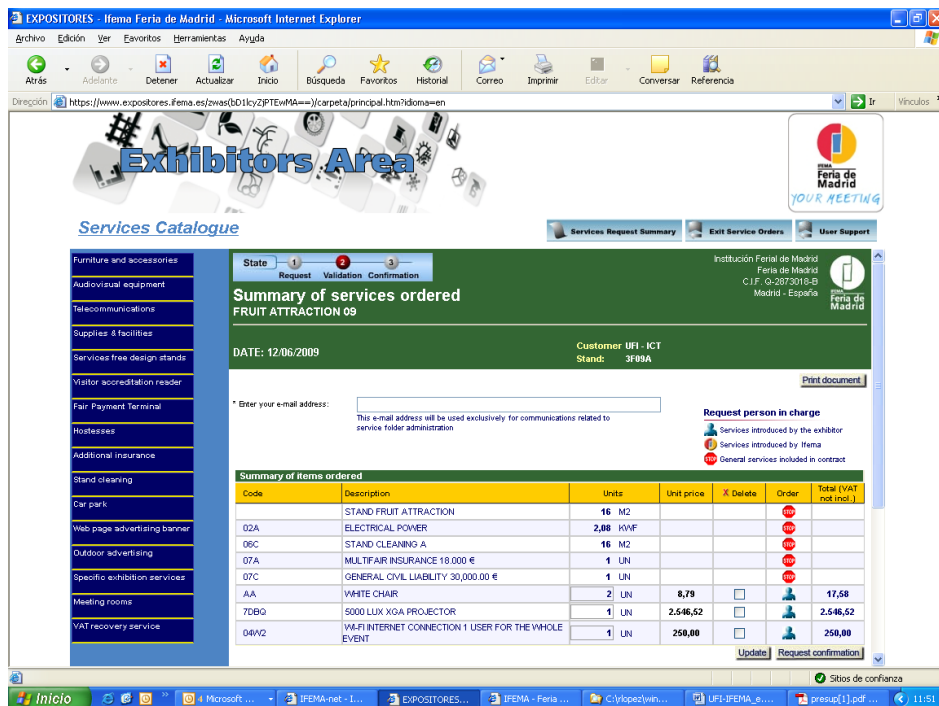 EXPOSITORES - Ifema Feria de Madrid - Microsoft Internet Explorer
Archivo Edición Ver Favoritos Herramientas Ayuda
Atrás Adelante Detener Actualizar Inicio Búsqueda Favoritos Historial Correo Imprimir Editar Conversar Referencia
Dirección https://www.expositores.ifema.es/zwas(bD1lcyZjPTEwMA==)/carpeta/principal.htm?idioma=en Ir Vínculos
Exhibitors Area
IFEMA
Feria de
Madrid
YOUR MEETING
Services Catalogue
Services Request Summary Exit Service Orders User Support
Furniture and accessories
Audiovisual equipment
Telecommunications
Supplies & facilities
Services free design stands
Visitor accreditation reader
Fair Payment Terminal
Hostesses
Additional insurance
Stand cleaning
Car park
Web page advertising banner
Outdoor advertising
Specific exhibition services
Meeting rooms
VAT recovery service
State 1 2 3
Request Validation Confirmation
Summary of services ordered
FRUIT ATTRACTION 09
Institución Ferial de Madrid
Feria de Madrid
C.I.F. Q-2873018-B
Madrid - España
IFEMA
Feria de
Madrid
DATE: 12/06/2009
Customer UFI - ICT
Stand: 3F09A
Print document
* Enter your e-mail address:
This e-mail address will be used exclusively for communications related to
service folder administration
Request person in charge
Services introduced by the exhibitor
Services introduced by Ifema
STOP General services included in contract
Summary of items ordered
Code Description Units Unit price X Delete Order Total (VAT not incl.)
STAND FRUIT ATTRACTION 16 M2 STOP
02A ELECTRICAL POWER 2,08 KWF STOP
06C STAND CLEANING A 16 M2 STOP
07A MULTIFAIR INSURANCE 18.000 € 1 UN STOP
07C GENERAL CIVIL LIABILITY 30,000.00 € 1 UN STOP
AA WHITE CHAIR 2 UN 8,79 17,58
7DBQ 5000 LUX XGA PROJECTOR 1 UN 2.546,52 2.546,52
04W2 WI-FI INTERNET CONNECTION 1 USER FOR THE WHOLE EVENT 1 UN 250,00 250,00
Update Request confirmation
Sitios de confianza
Inicio 4 Microsoft ... IFEMA-net - I... EXPOSITORES... IFEMA - Feria ... C:\rlopez\win... UFI-IFEMA_e... presup[1].pdf ... 11:51